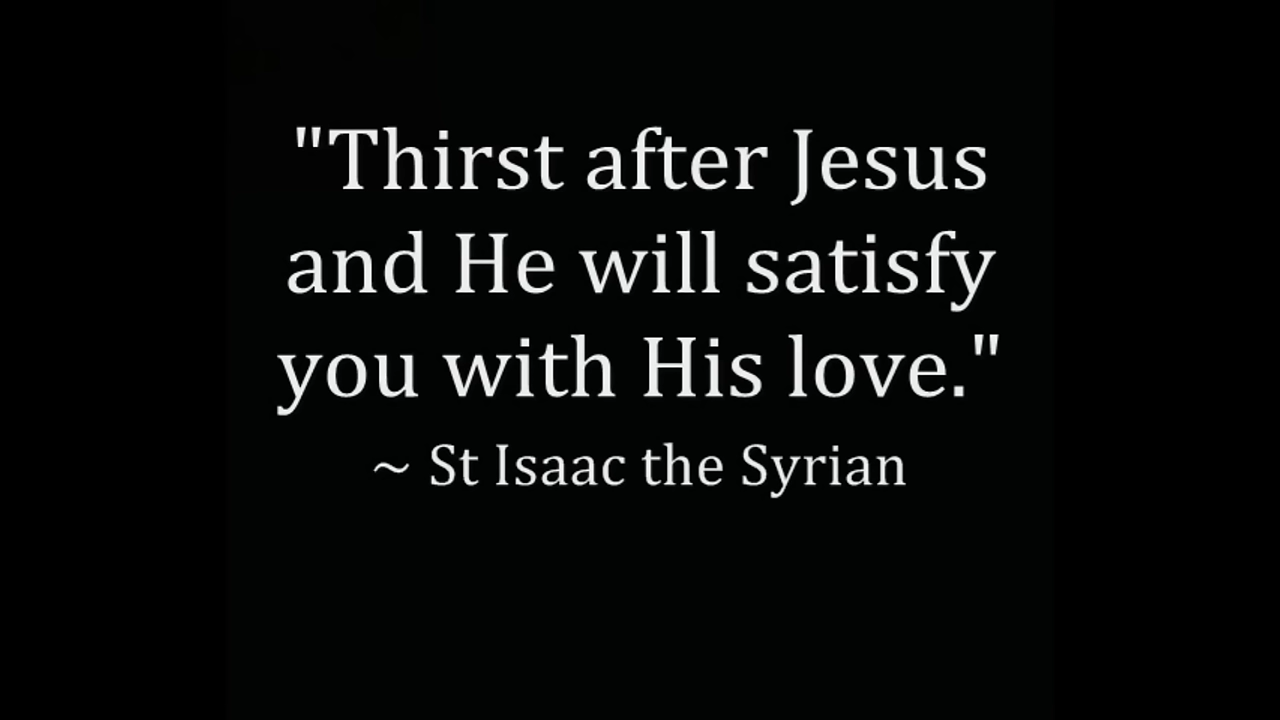 "Thirst after Jesus
and He will satisfy
you with His love."
~ St Isaac the Syrian